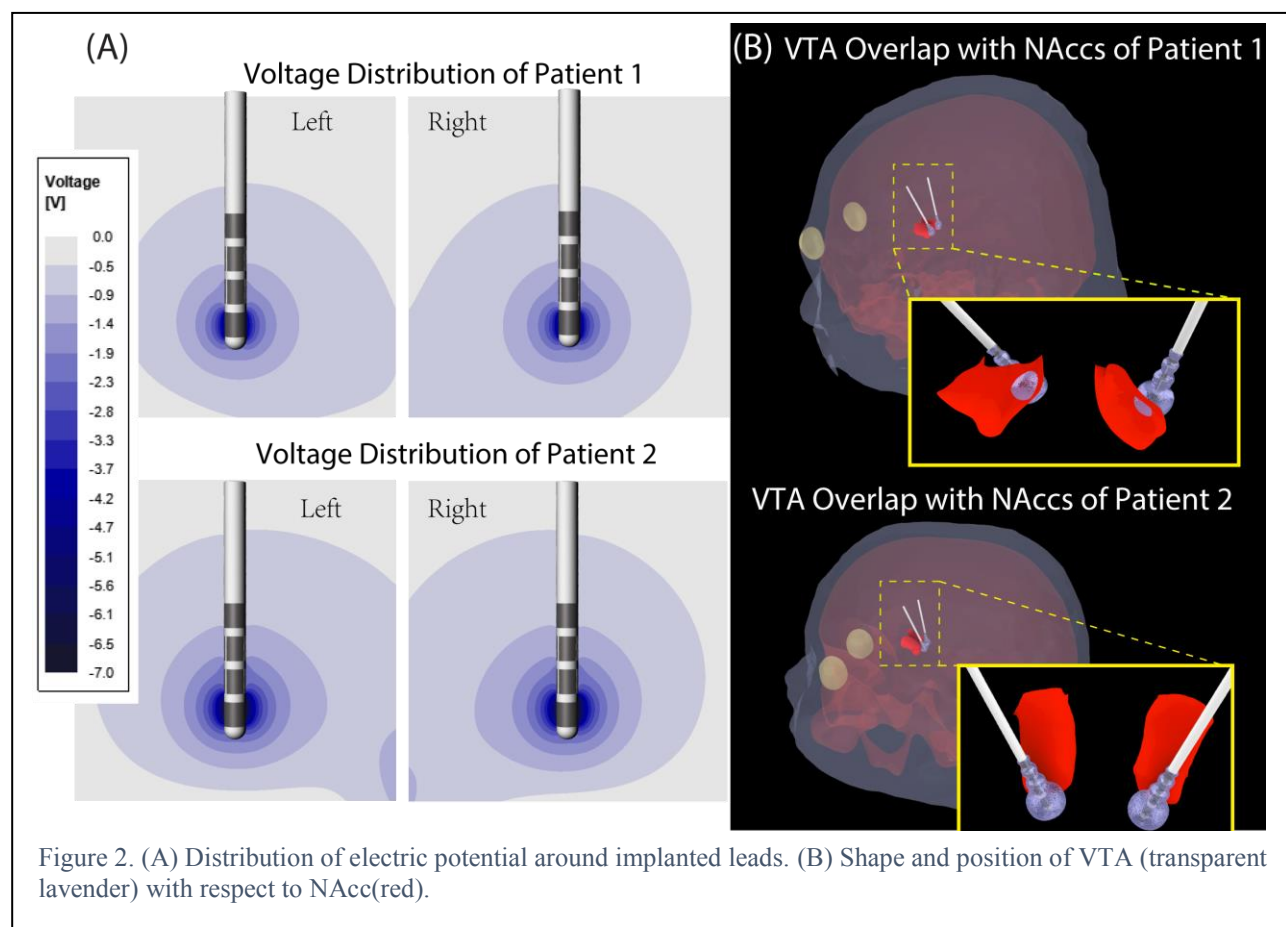 (A)
Voltage Distribution of Patient 1
Left
Right
Voltage
[V]
0.0
-0.5
-0.9
-1.4
-1.9
-2.3
-2.8
-3.3
-3.7
-4.2
-4.7
-5.1
-5.6
-6.1
-6.5
-7.0
Voltage Distribution of Patient 2
Left
Right
(B) VTA Overlap with NAccs of Patient 1
VTA Overlap with NAccs of Patient 2
Figure 2. (A) Distribution of electric potential around implanted leads. (B) Shape and position of VTA (transparent
lavender) with respect to NAcc(red).